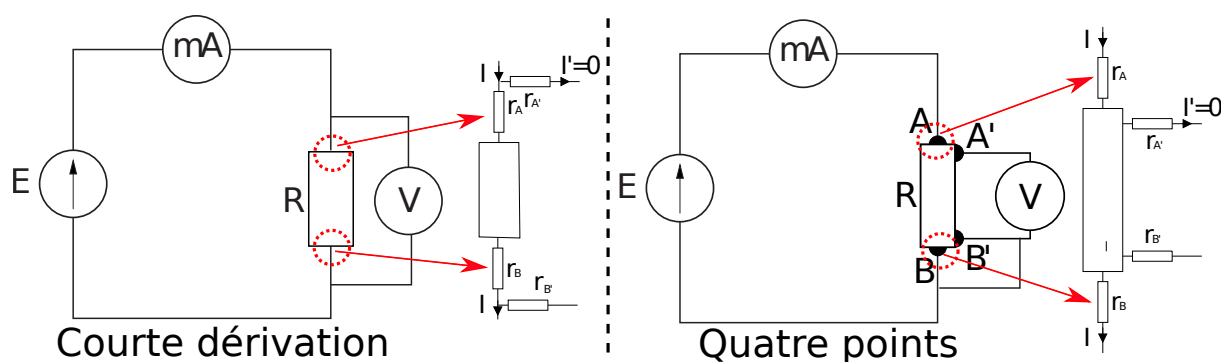 mA
E
R
V
I
I'=0
rA
rA'
rB
I
rB'
Courte dérivation
mA
E
R
V
A
A'
B
B'
I
rA
I'=0
rA'
I
rB'
rB
I
Quatre points